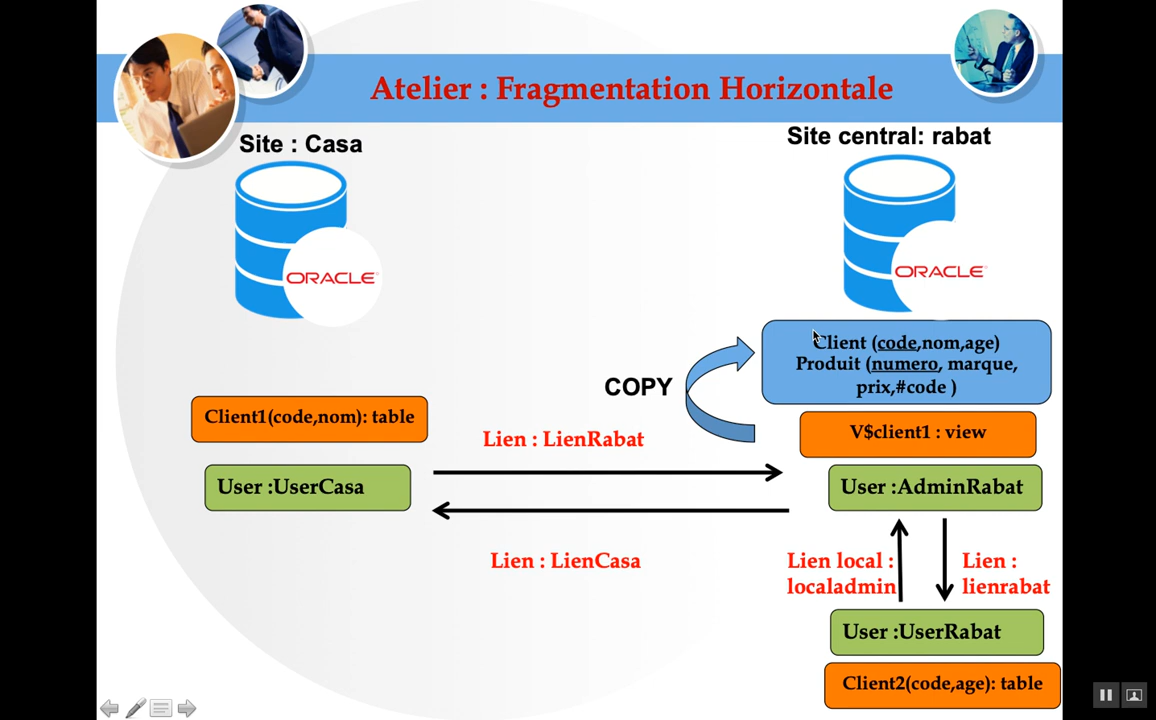 Atelier : Fragmentation Horizontale
Site : Casa
Site central: rabat
ORACLE
ORACLE
Client (code,nom,age)
Produit (numero, marque,
prix,#code )
COPY
Client1(code,nom): table
V$client1 : view
Lien : LienRabat
User :UserCasa
User :AdminRabat
Lien : LienCasa
Lien local :
localadmin
Lien :
lienrabat
User :UserRabat
Client2(code,age): table